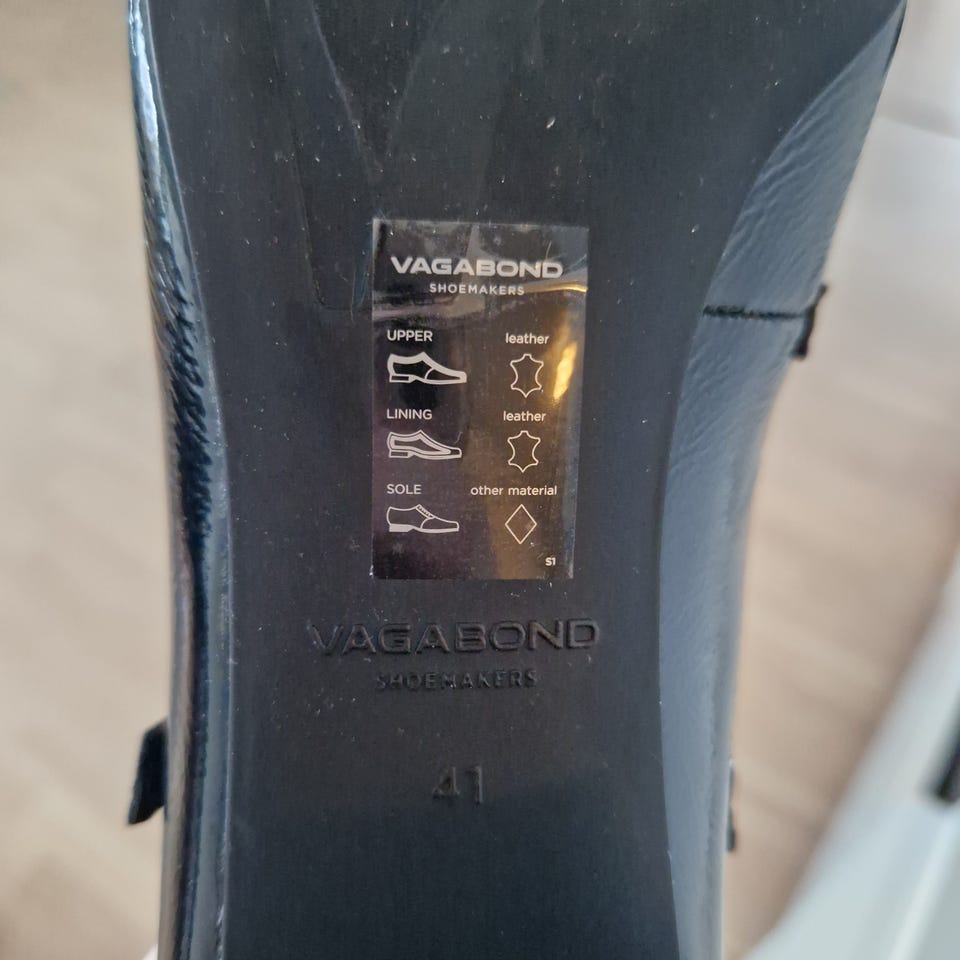 VAGABOND
SHOEMAKERS
UPPER leather
LINING leather
SOLE other material
S1
VAGABOND
SHOEMAKERS
41